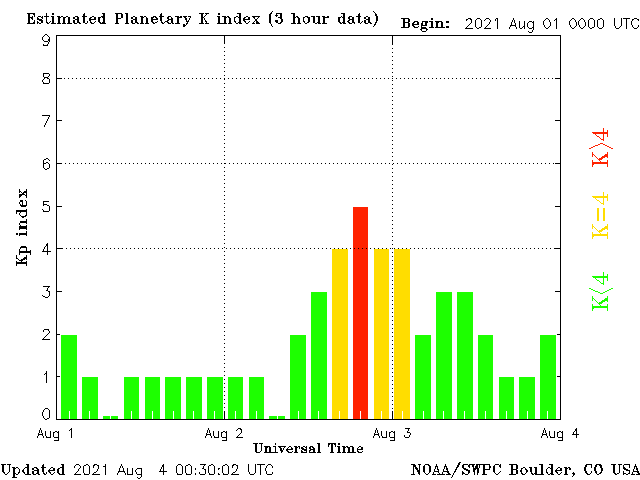 Estimated Planetary K index (3 hour data) Begin: 2021 Aug 01 0000 UTC
9
8
7
6
5
4
3
2
1
0
Kp index
K>4
K=4
K<4
Aug 1 Aug 2 Aug 3 Aug 4
Universal Time
Updated 2021 Aug 4 00:30:02 UTC NOAA/SWPC Boulder, CO USA